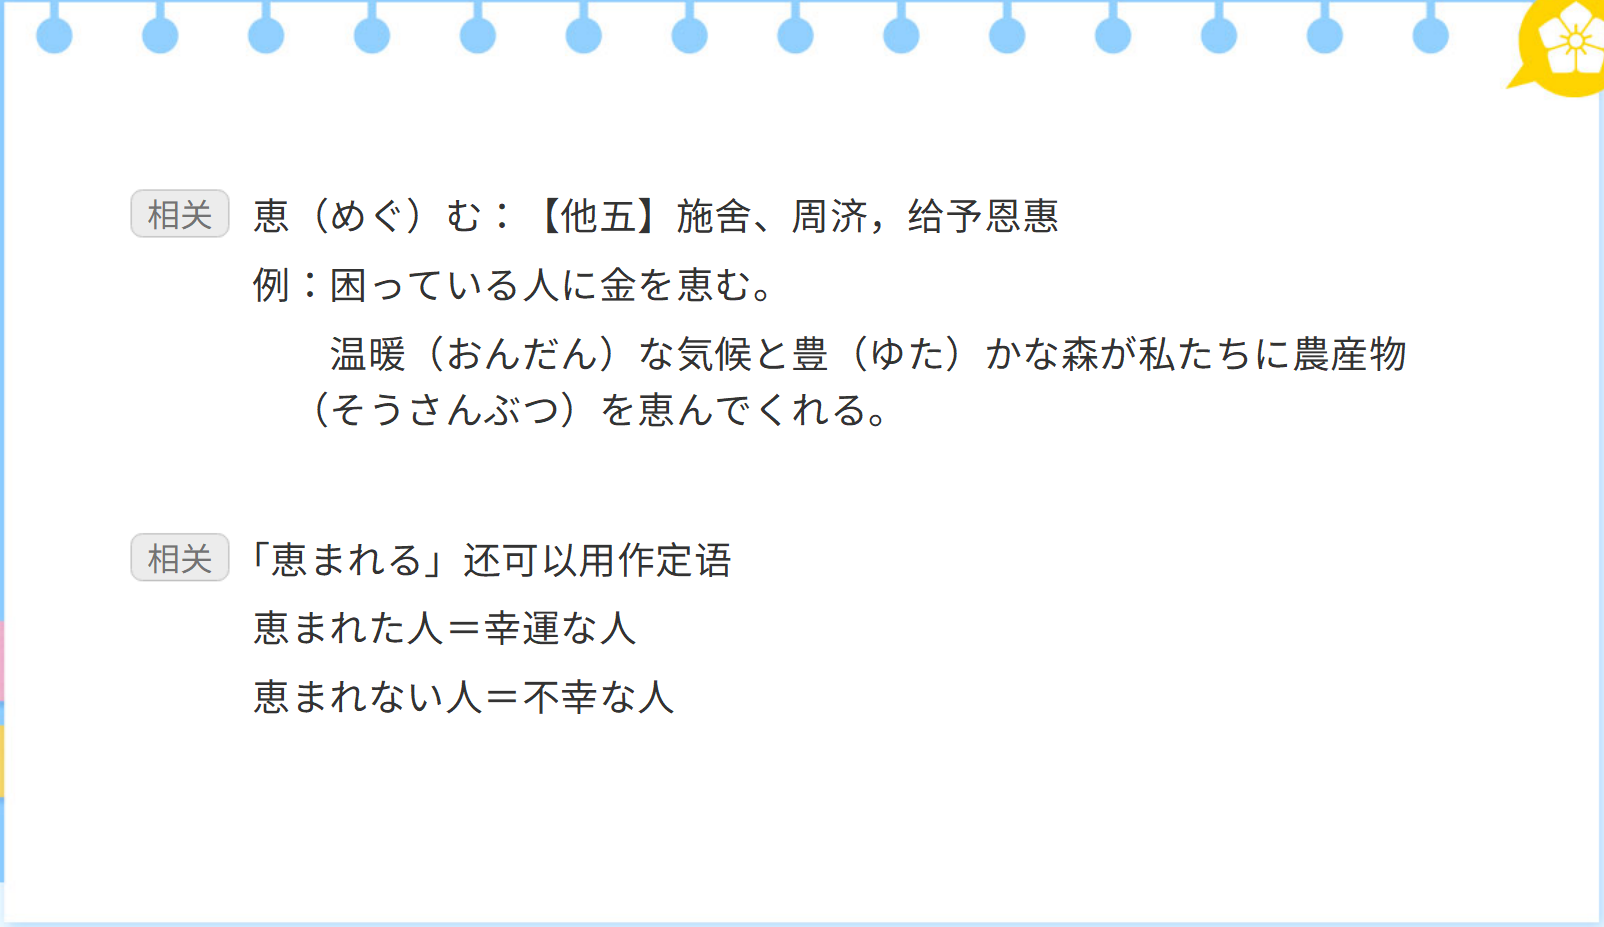 相关 恵（めぐ）む：【他五】施舍、周济，给予恩惠
例：困っている人に金を恵む。
温暖（おんだん）な気候と豊（ゆた）かな森が私たちに農産物
（そうさんぶつ）を恵んでくれる。
相关 「恵まれる」还可以用作定语
恵まれた人＝幸運な人
恵まれない人＝不幸な人